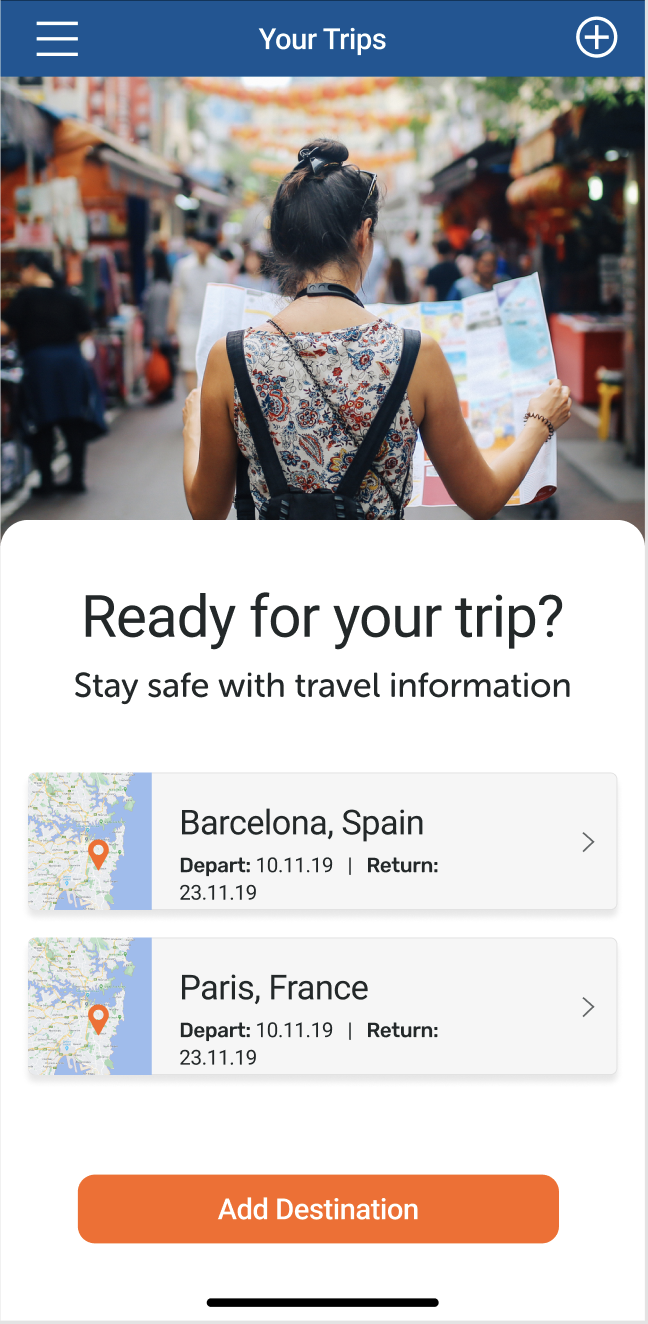 Your Trips
Ready for your trip?
Stay safe with travel information
Barcelona, Spain
Depart: 10.11.19 | Return:
23.11.19
Paris, France
Depart: 10.11.19 | Return:
23.11.19
Add Destination